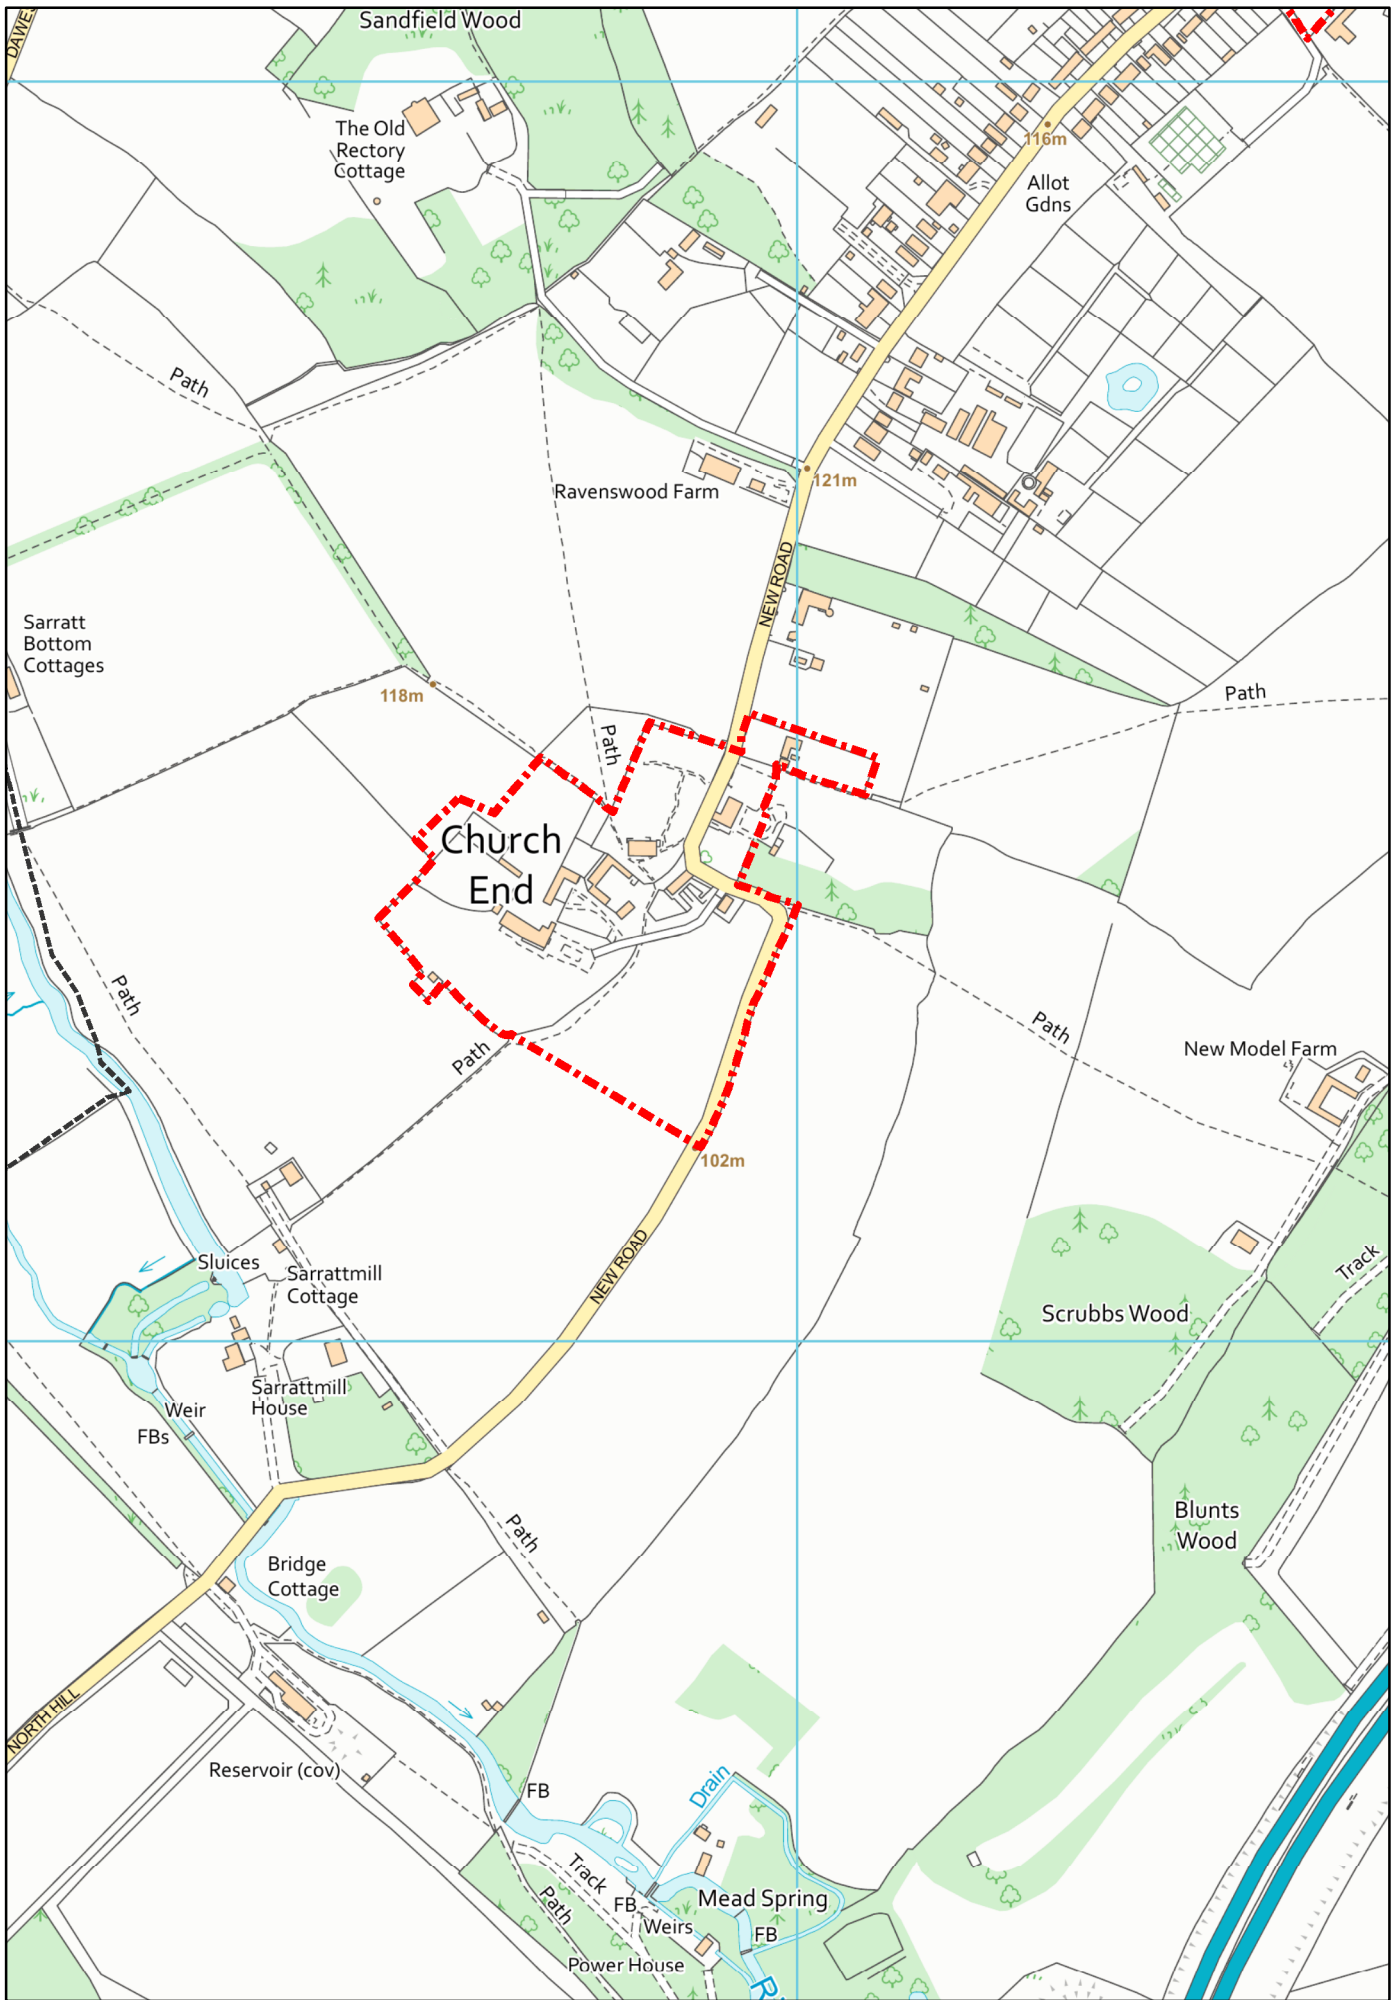 Sandfield Wood
DAWES
The Old
Rectory
Cottage
116m
Allot
Gdns
Path
121m
Ravenswood Farm
NEW ROAD
Sarratt
Bottom
Cottages
118m
Path
Path
Church
End
Path
Path
Path
New Model Farm
102m
NEW ROAD
Sluices
Sarrattmill
Cottage
Track
Scrubbs Wood
Sarrattmill
House
Weir
FBs
Path
Blunts
Wood
Bridge
Cottage
NORTH HILL
Reservoir (cov)
FB
Drain
Track
Path
FB
Mead Spring
Weirs
FB
Power House